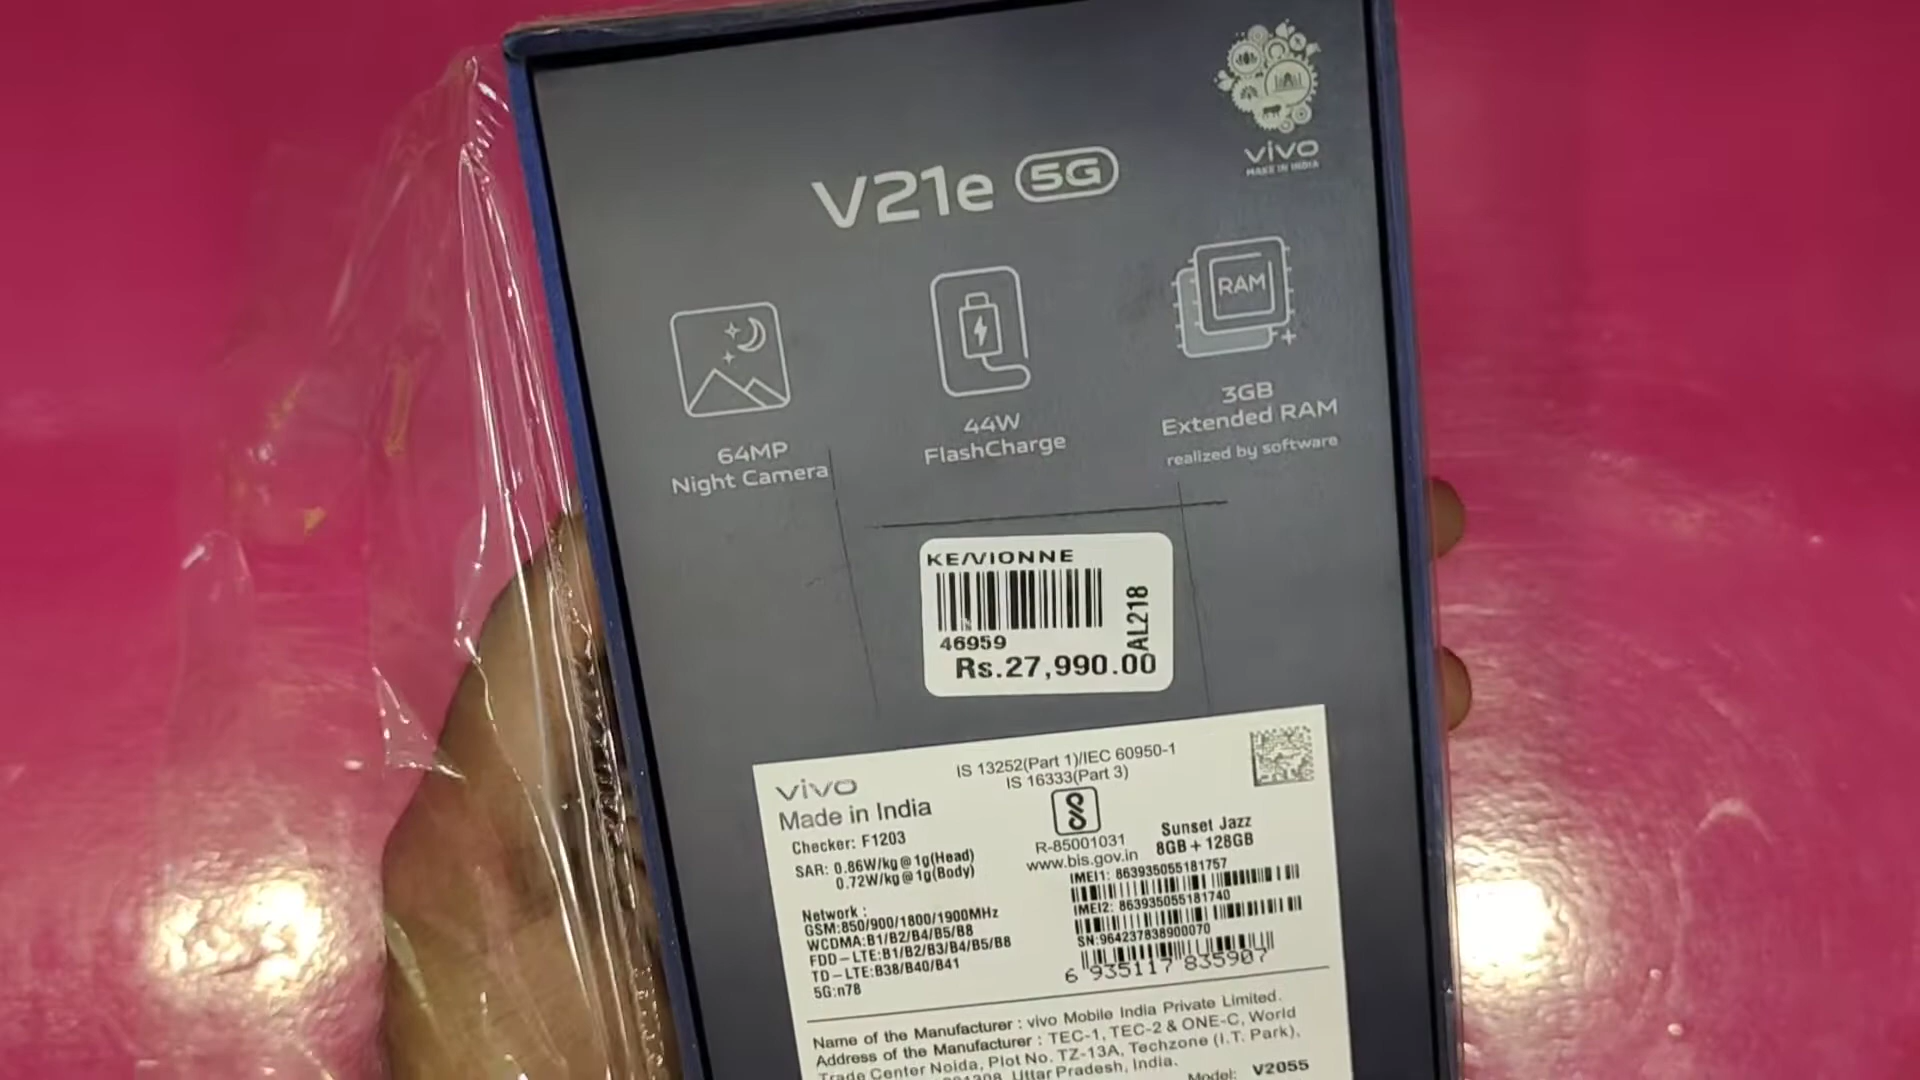 vivo
MAKE IN INDIA
V21e 5G
RAM
64MP
Night Camera
44W
FlashCharge
3GB
Extended RAM
realized by software
KE/VIONNE
46959
AL218
Rs.27,990.00
IS 13252(Part 1)/IEC 60950-1
IS 16333(Part 3)
vivo
Made in India
Checker: F1203
SAR: 0.86W/kg@1g(Head)
0.72W/kg@1g(Body)
R-85001031
www.bis.gov.in
Sunset Jazz
8GB+128GB
IMEI1: 863935055181757
IMEI2: 863935055181740
SN:964237838900070
6 935117 835907
Network :
GSM:850/900/1800/1900MHz
WCDMA:B1/B2/B4/B5/B8
FDD-LTE:B1/B2/B3/B4/B5/B8
TD-LTE:B38/B40/B41
5G:n78
Name of the Manufacturer : vivo Mobile India Private Limited.
Address of the Manufacturer : TEC-1, TEC-2 & ONE-C, World
Trade Center Noida, Plot No. TZ-13A, Techzone (I.T. Park),
Uttar Pradesh, India.
Model: V2055